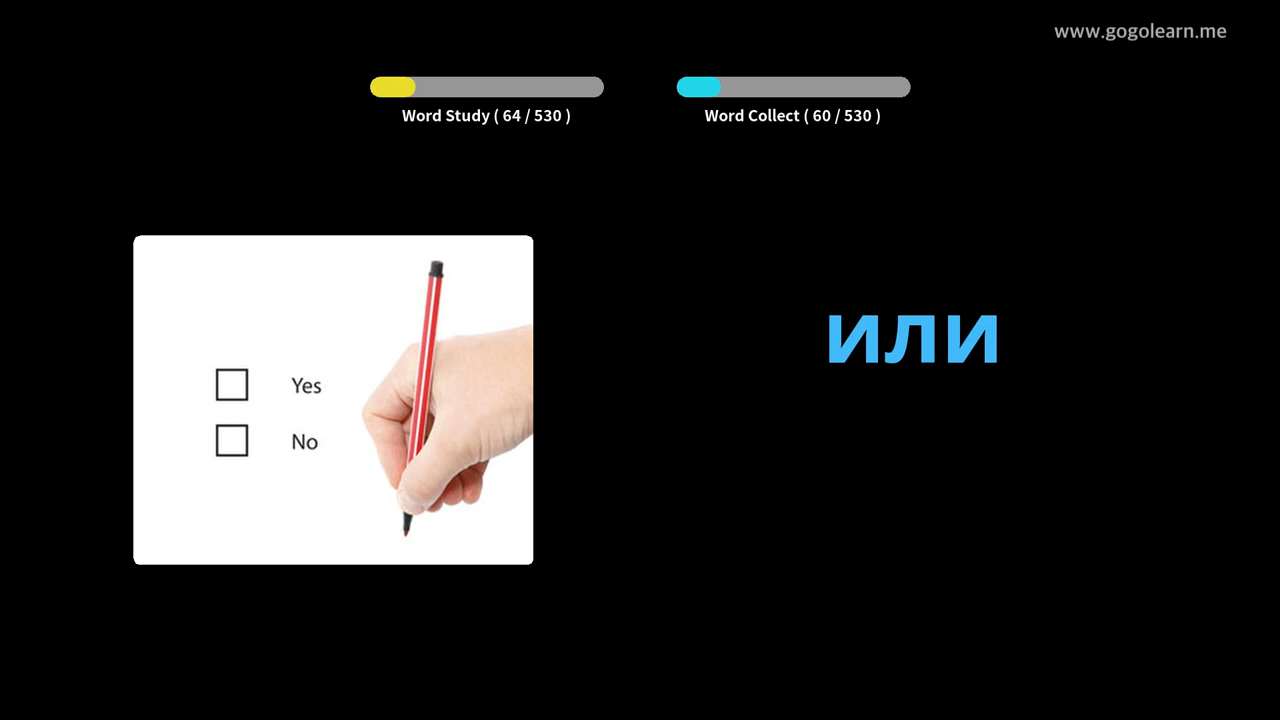 www.gogolearn.me
Word Study ( 64 / 530 )
Word Collect ( 60 / 530 )
Yes
No
или